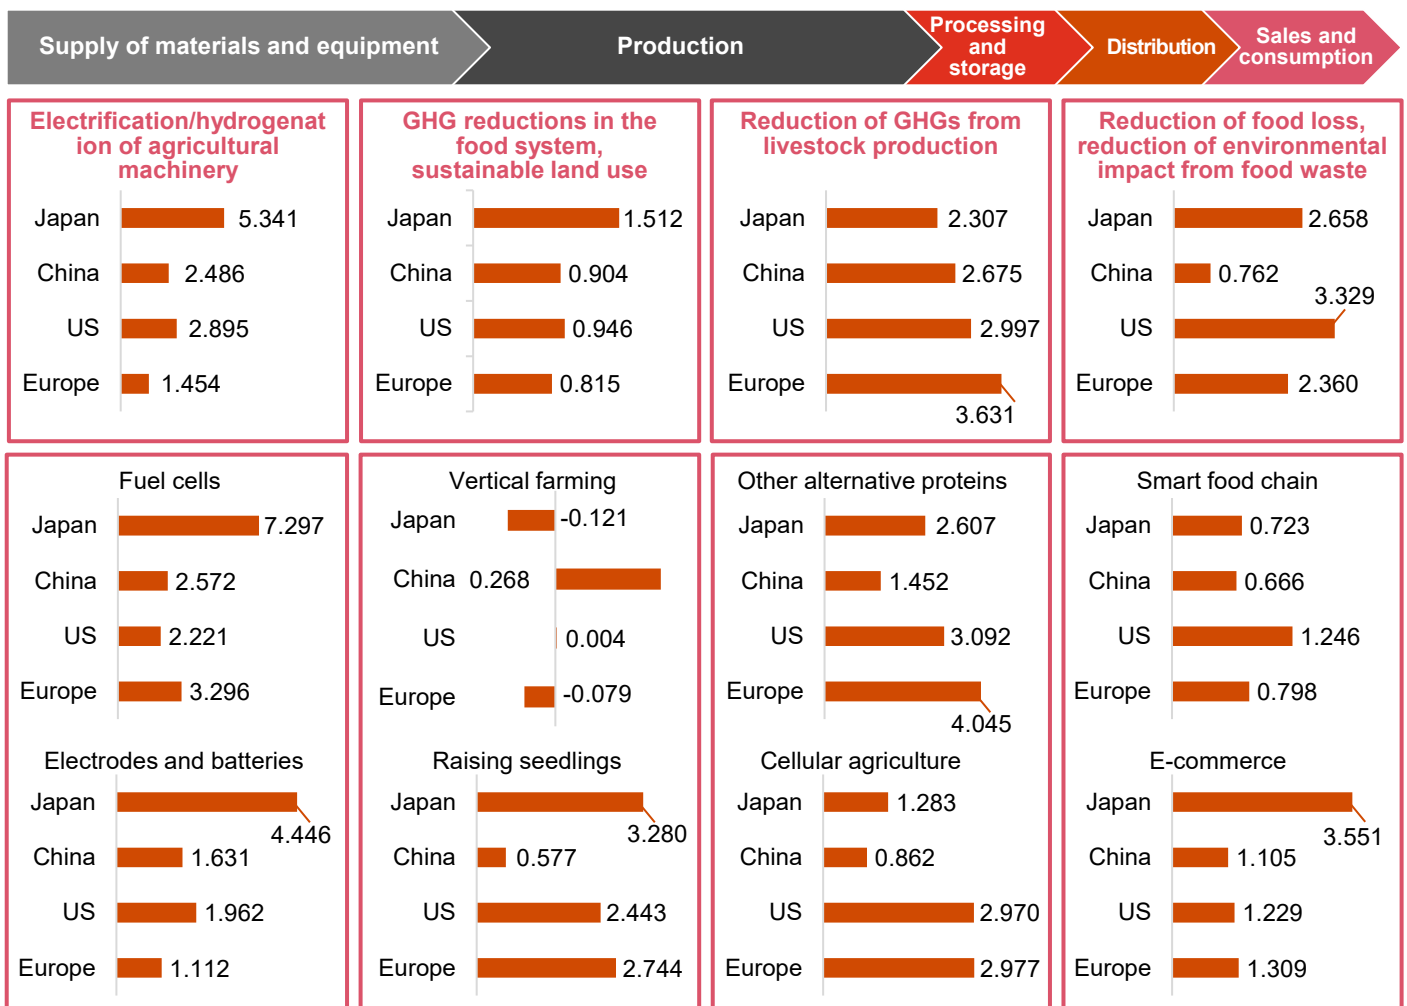 Supply of materials and equipment
Production
Processing
and
storage
Distribution
Sales and
consumption
Electrification/hydrogenat
ion of agricultural
machinery
Japan 5.341
China 2.486
US 2.895
Europe 1.454
GHG reductions in the
food system,
sustainable land use
Japan 1.512
China 0.904
US 0.946
Europe 0.815
Reduction of GHGs from
livestock production
Japan 2.307
China 2.675
US 2.997
Europe
3.631
Reduction of food loss,
reduction of environmental
impact from food waste
Japan 2.658
China 0.762
3.329
US
Europe 2.360
Fuel cells
Japan 7.297
China 2.572
US 2.221
Europe 3.296
Electrodes and batteries
Japan
4.446
China 1.631
US 1.962
Europe 1.112
Vertical farming
Japan -0.121
China 0.268
US 0.004
Europe -0.079
Raising seedlings
Japan
3.280
China 0.577
US 2.443
Europe 2.744
Other alternative proteins
Japan 2.607
China 1.452
US 3.092
Europe
4.045
Cellular agriculture
Japan 1.283
China 0.862
US 2.970
Europe 2.977
Smart food chain
Japan 0.723
China 0.666
US 1.246
Europe 0.798
E-commerce
Japan
3.551
China 1.105
US 1.229
Europe 1.309